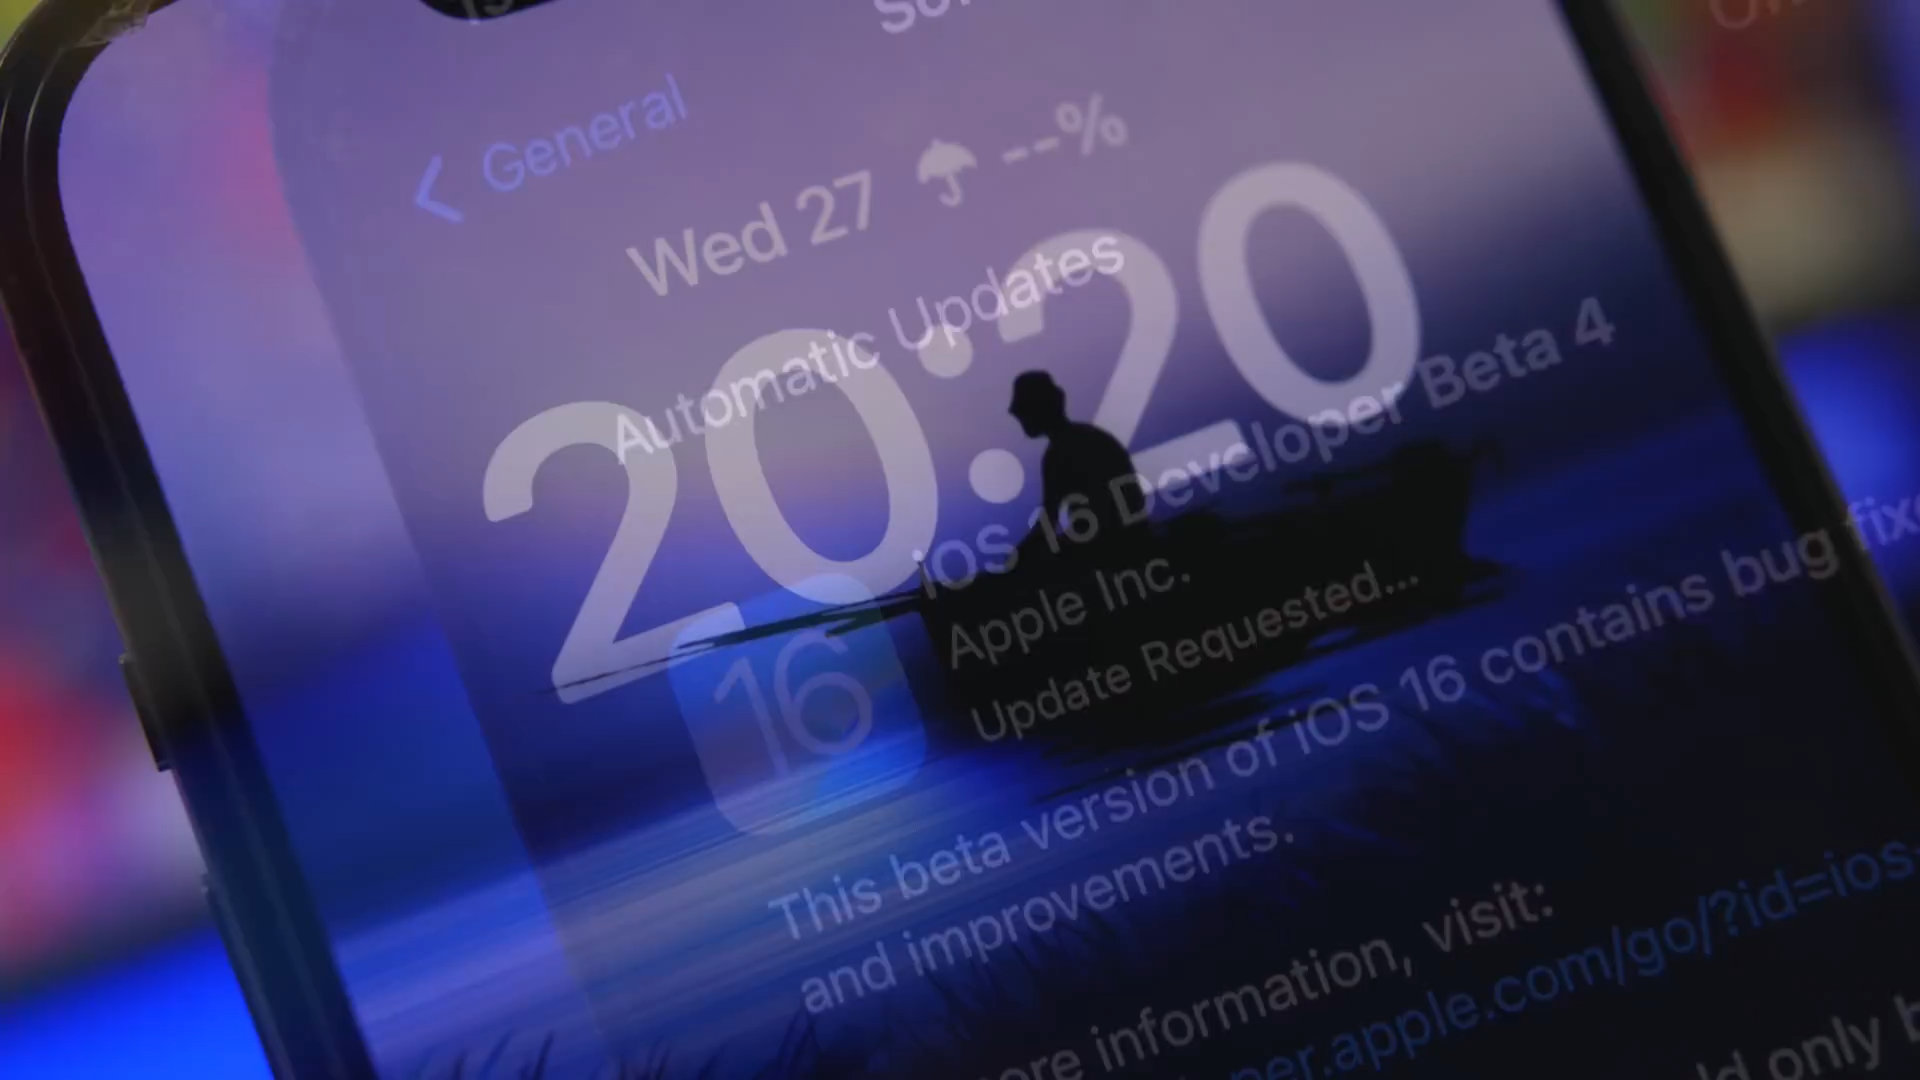 General
Wed 27 --%
20:20
Automatic Updates
iOS 16 Developer Beta 4
Apple Inc.
Update Requested...
16
This beta version of iOS 16 contains bug
and improvements.
information, visit:
.apple.com/go/?id=ios-
only